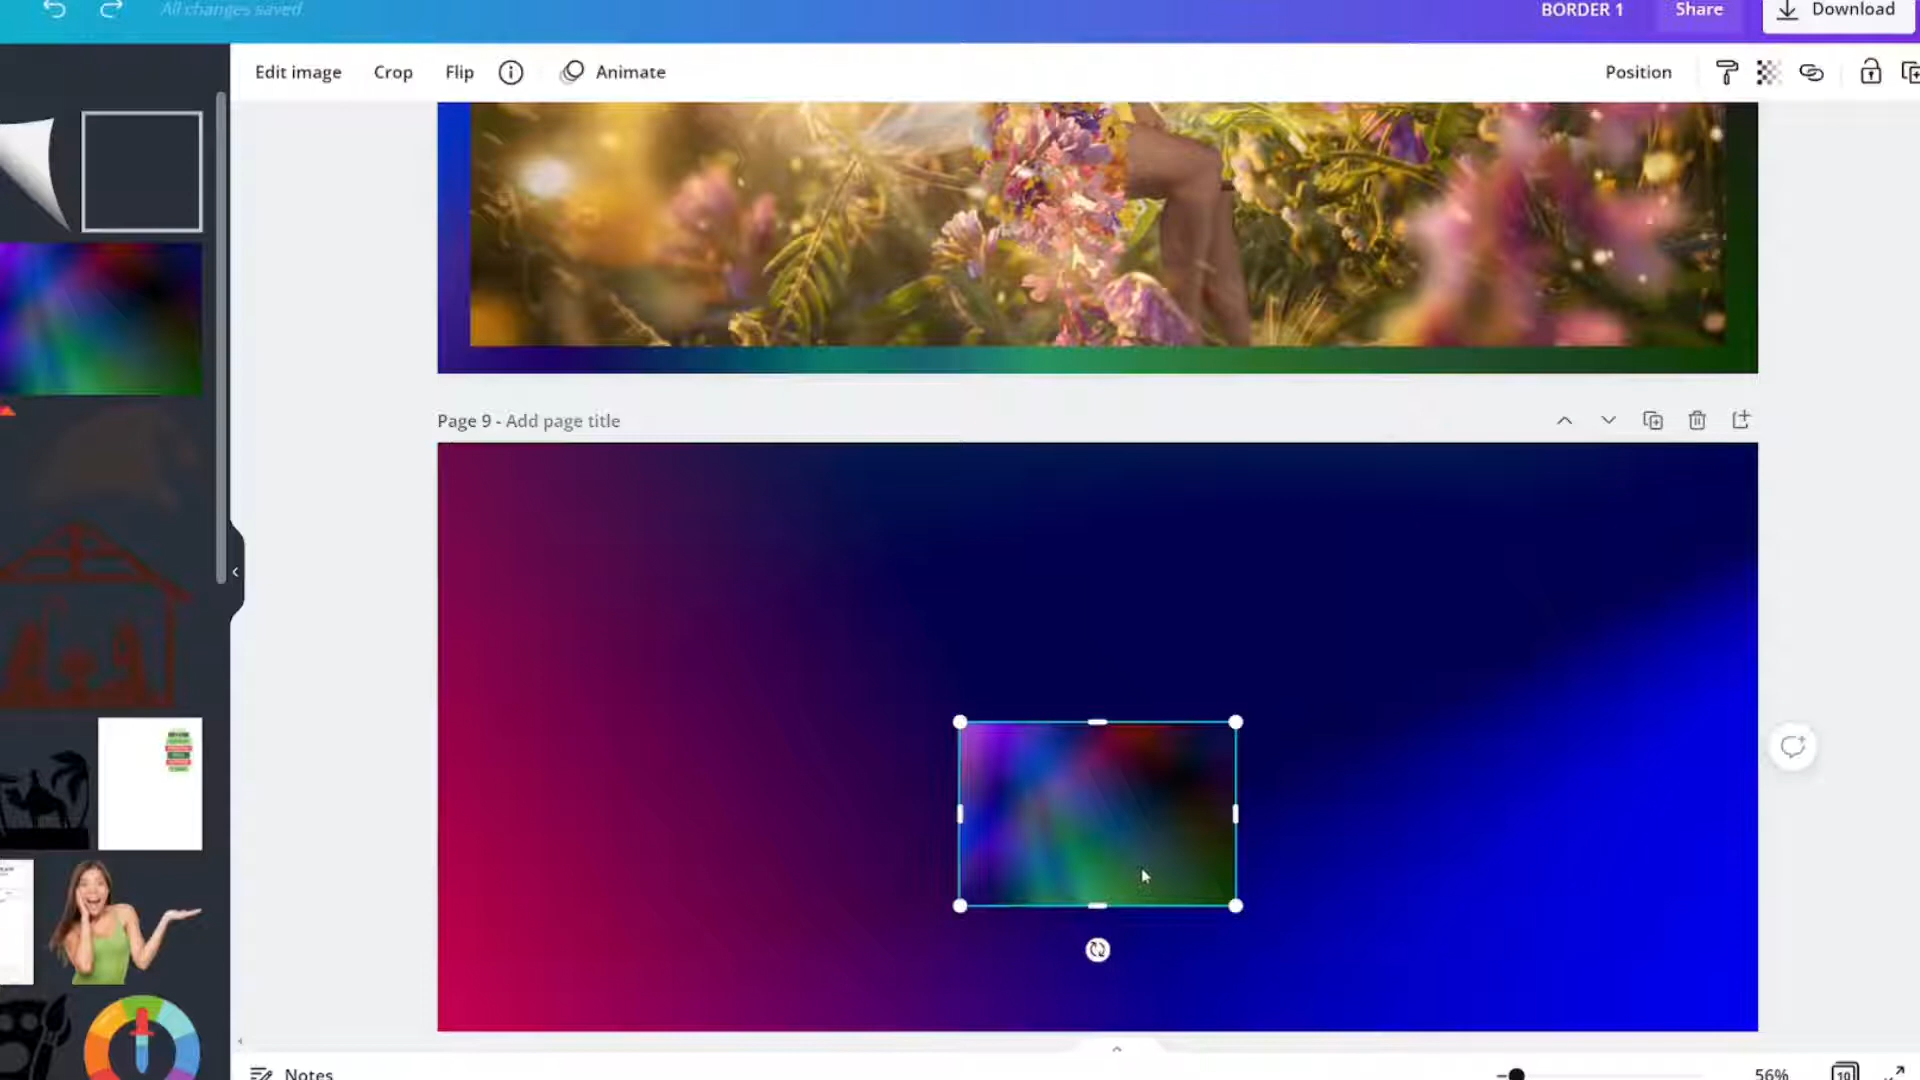 All changes saved
BORDER 1
Share
Download
Edit image
Crop
Flip
Animate
Position
Page 9 - Add page title
Notes
56%
10